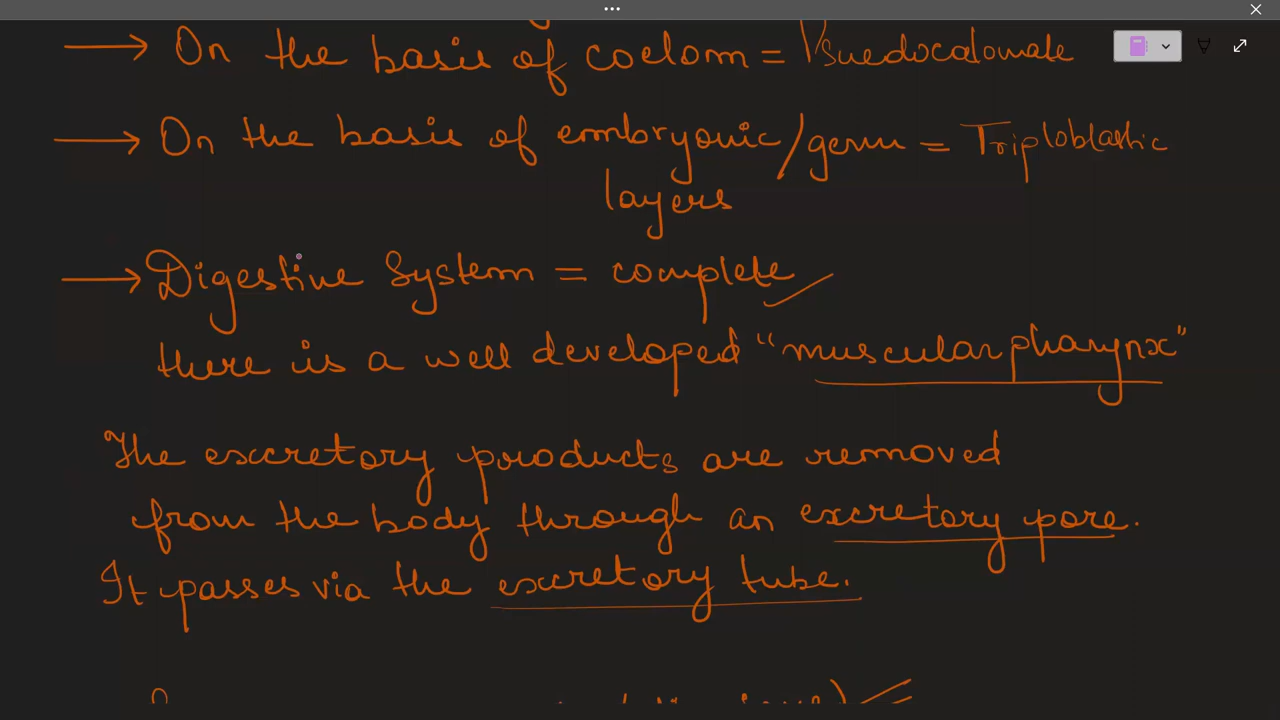 → On the basis of coelom = Psuedocalomate
→ On the basis of embryonic/germ = Triploblastic
layers
→ Digestive System = complete
there is a well developed "muscular pharynx"
The excretory products are removed
from the body through an excretory pore.
It passes via the excretory tube.